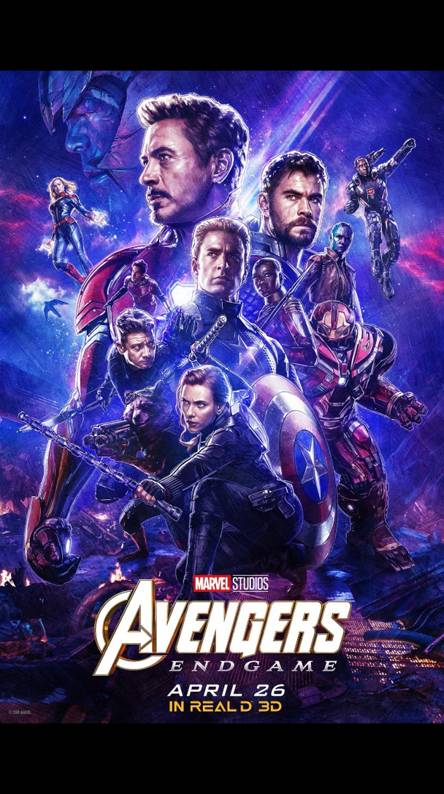 MARVEL STUDIOS
AVENGERS
ENDGAME
APRIL 26
IN REAL D 3D